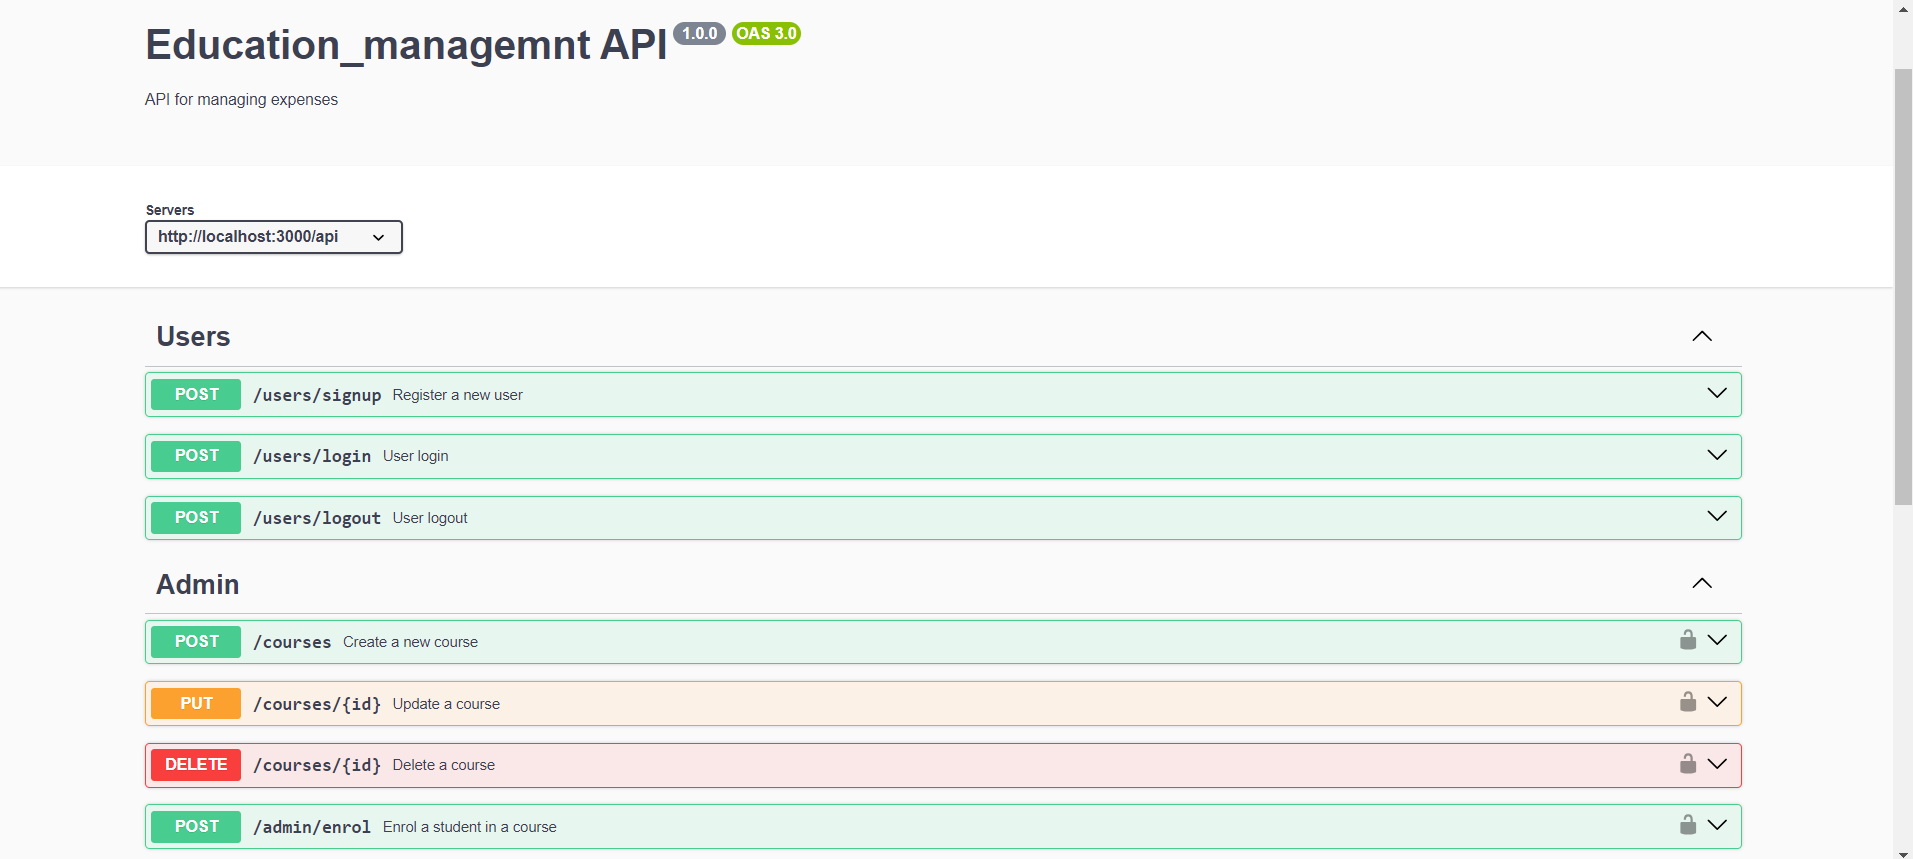 Education_managemnt API 1.0.0 OAS 3.0
API for managing expenses
Servers
http://localhost:3000/api
Users
POST /users/signup Register a new user
POST /users/login User login
POST /users/logout User logout
Admin
POST /courses Create a new course
PUT /courses/{id} Update a course
DELETE /courses/{id} Delete a course
POST /admin/enrol Enrol a student in a course